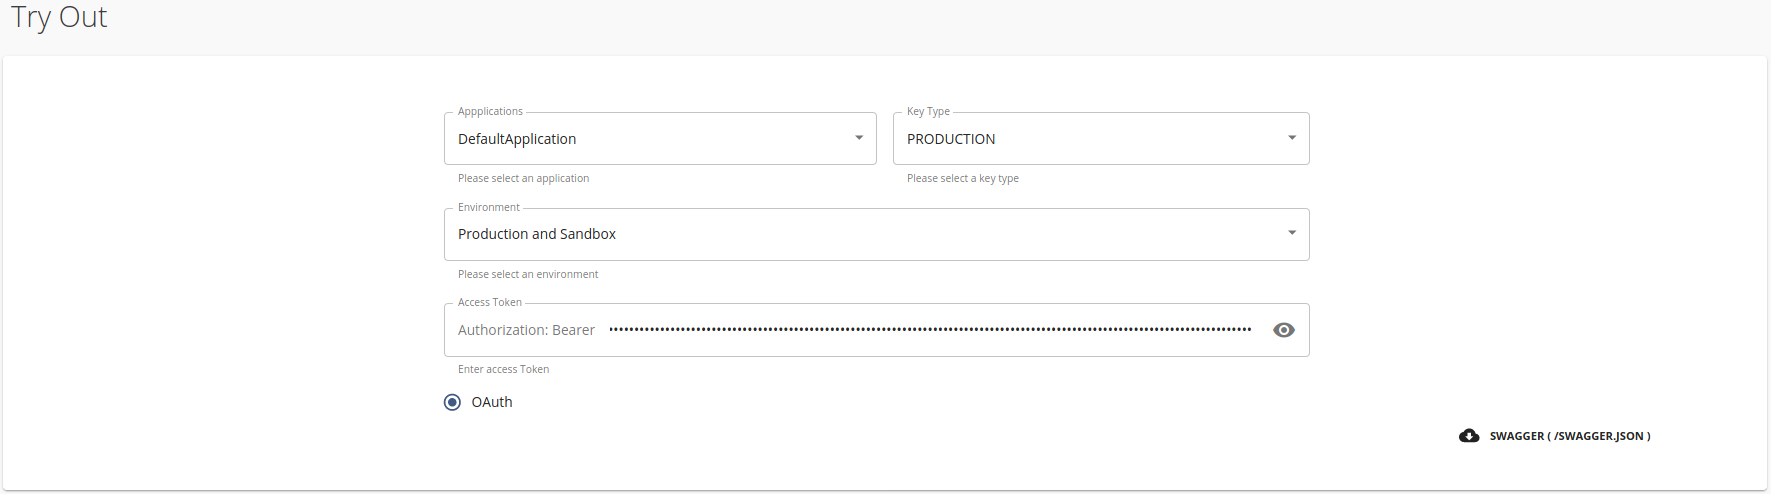 Try Out
Appplications
DefaultApplication
Please select an application
Key Type
PRODUCTION
Please select a key type
Environment
Production and Sandbox
Please select an environment
Access Token
Authorization: Bearer
Enter access Token
OAuth
SWAGGER ( /SWAGGER.JSON )